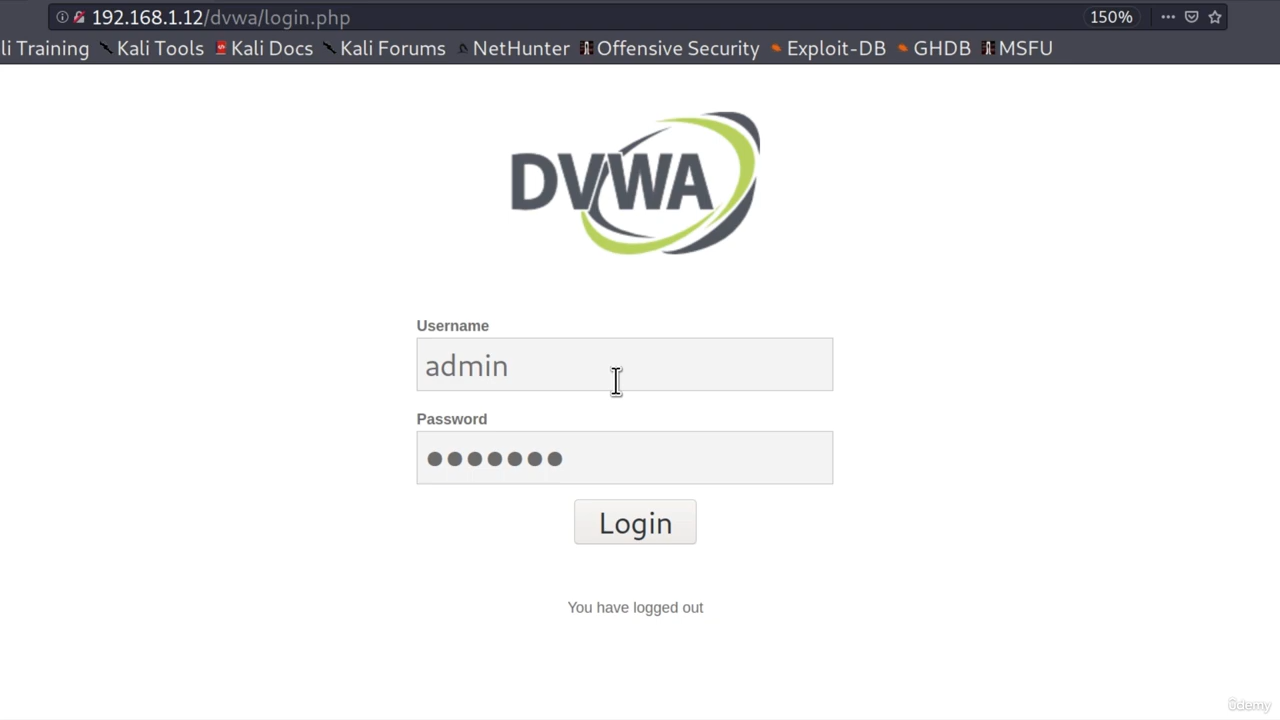 192.168.1.12/dvwa/login.php 150%
li Training Kali Tools Kali Docs Kali Forums NetHunter Offensive Security Exploit-DB GHDB MSFU
DVWA
Username
admin
Password
Login
You have logged out
ûdemy